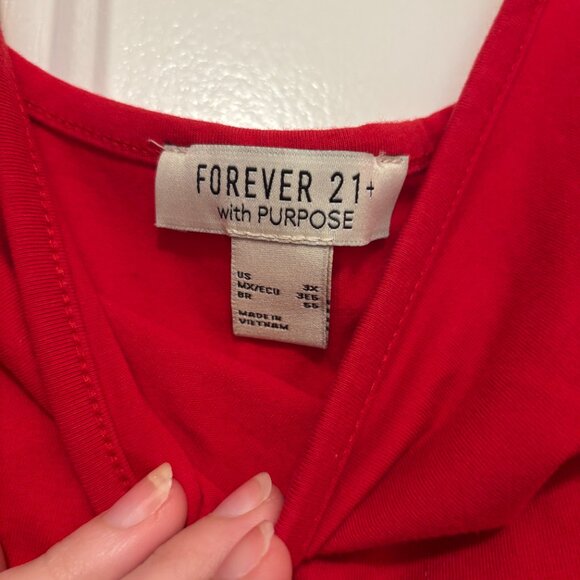 FOREVER 21+
with PURPOSE
US 3X
MX/ECU 3EG
BR 56
MADE IN
VIETNAM